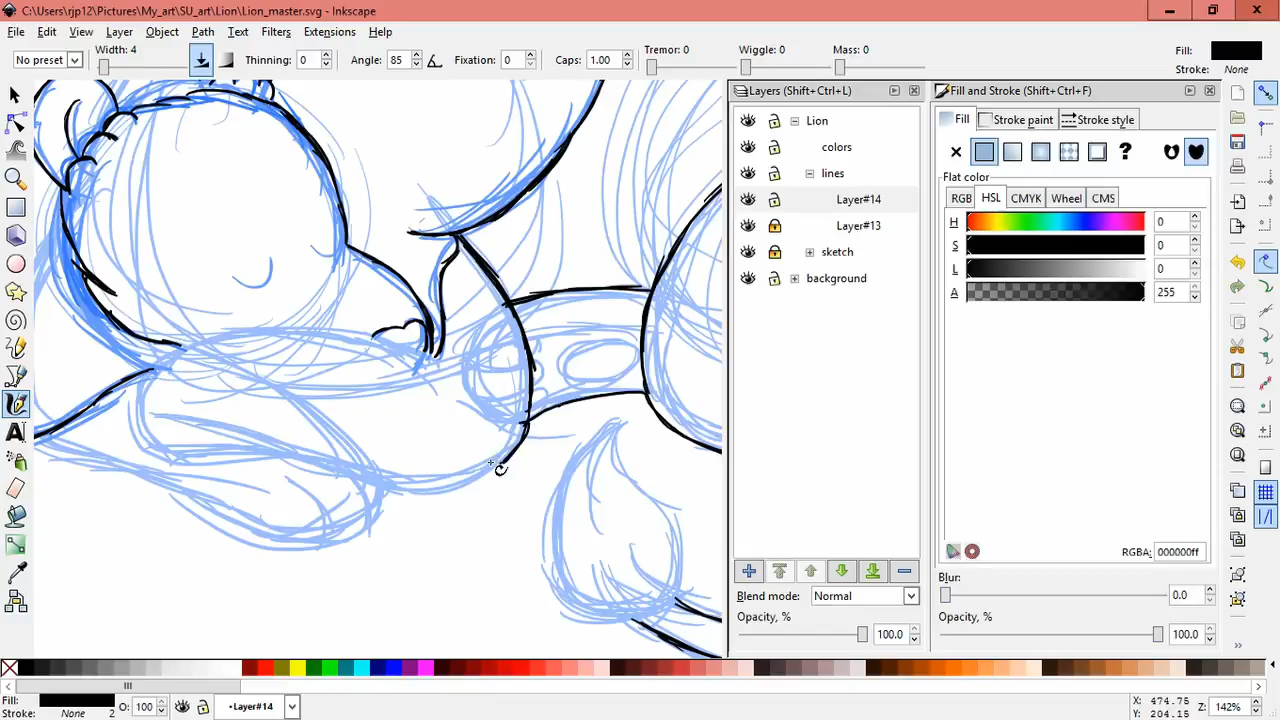 C:\Users\rjp12\Pictures\My_art\SU_art\Lion\Lion_master.svg - Inkscape
File Edit View Layer Object Path Text Filters Extensions Help
No preset Width: 4 Thinning: 0 Angle: 85 Fixation: 0 Caps: 1.00 Tremor: 0 Wiggle: 0 Mass: 0 Fill: Stroke: None
Layers (Shift+Ctrl+L)
Lion
colors
lines
Layer#14
Layer#13
sketch
background
Blend mode: Normal
Opacity, % 100.0
Fill and Stroke (Shift+Ctrl+F)
Fill Stroke paint Stroke style
?
Flat color
RGB HSL CMYK Wheel CMS
H 0
S 0
L 0
A 255
RGBA: 000000ff
Blur:
0.0
Opacity, %
100.0
Fill: O: 100 •Layer#14 X: 474.75 Z: 142%
Stroke: None 2 Y: 204.15